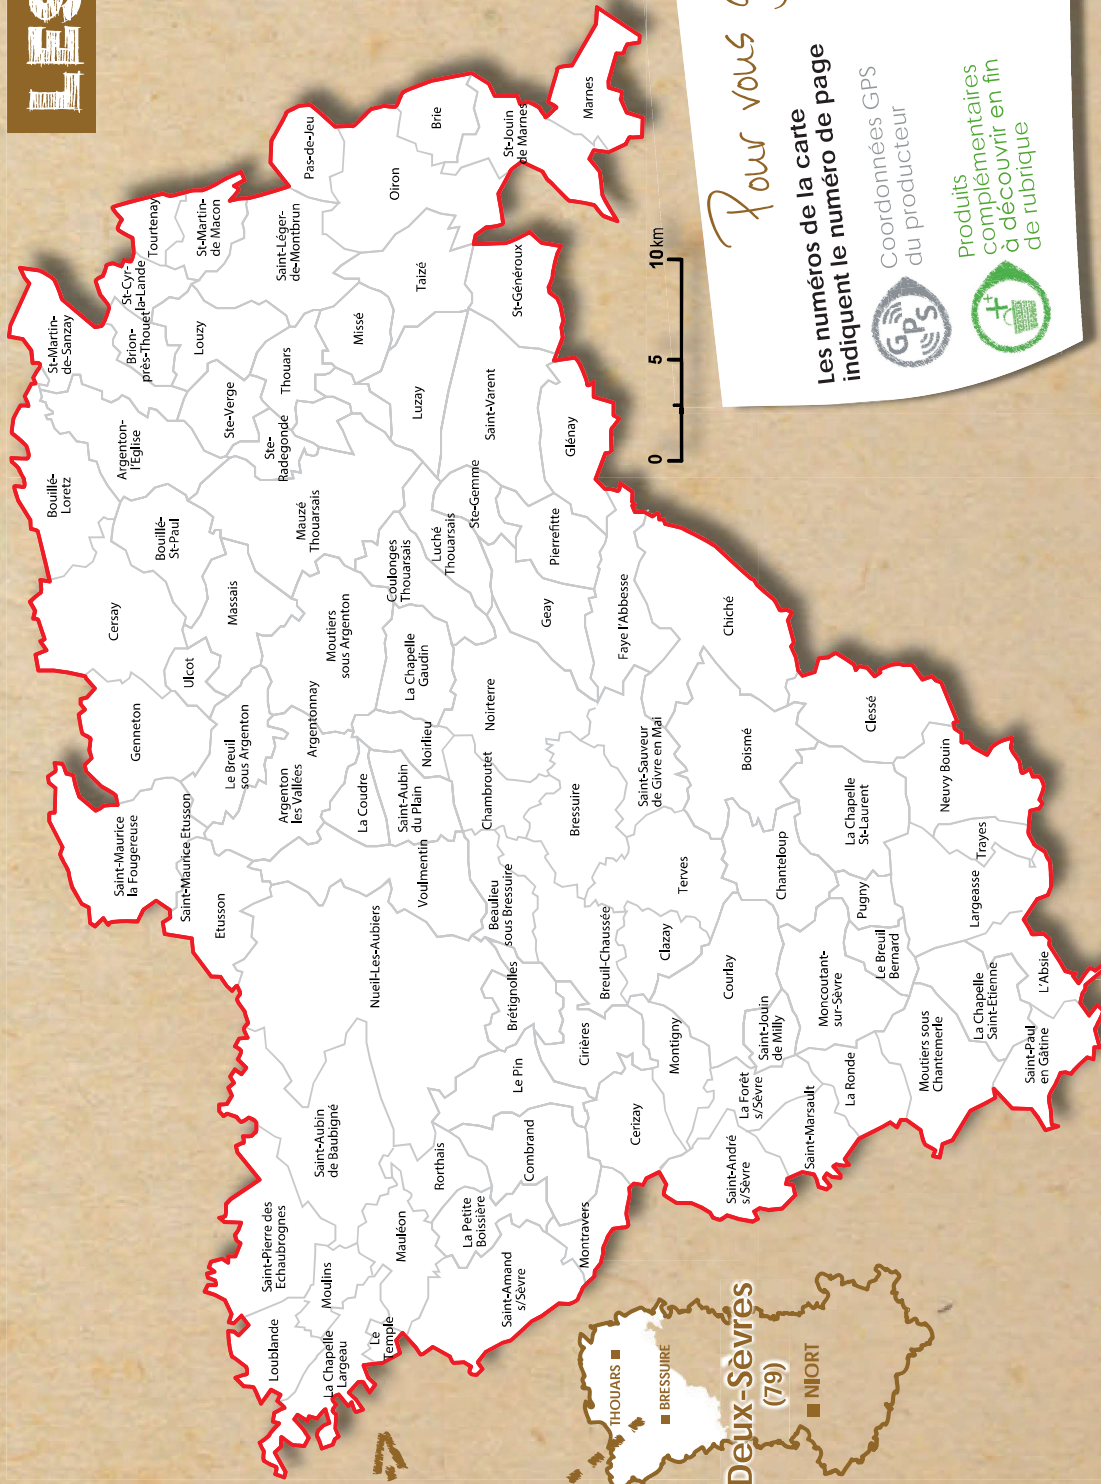 LES
Pour vous
Les numéros de la carte
indiquent le numéro de page
GPS
Coordonnées GPS
du producteur
Produits
complémentaires
à découvrir en fin
de rubrique
0
5
10km
St-Martin-
de-Sanzay
Bouillé-
Loretz
Argenton-
l'Eglise
Brion-
près-Thouet
St-Cyr-
la-Lande
Tourtenay
St-Martin-
de-Macon
Pas-de-Jeu
Louzy
Saint-Léger-
de-Montbrun
Oiron
Brie
St-Jouin
de Marnes
Marnes
Ste-Verge
Thouars
Ste-
Radegonde
Missé
Taizé
St-Généroux
Luzay
Saint-Varent
Glénay
Cersay
Bouillé-
St-Paul
Mauzé
Thouarsais
Massais
Ulcot
Genneton
Moutiers
sous Argenton
Coulonges
Thouarsais
Luché
Thouarsais
Ste-Gemme
Pierrefitte
Geay
Faye l'Abbesse
Chiché
La Chapelle
Gaudin
Argentonnay
Le Breuil
sous Argenton
Argenton
les Vallées
La Coudre
Saint-Aubin
du Plain
Noirlieu
Noirterre
Chambroutet
Bressuire
Saint-Sauveur
de Givre en Mai
Boismé
Clessé
Saint-Maurice
la Fougereuse
Saint-Maurice Etusson
Etusson
Voulmentin
Beaulieu
sous Bressuire
Nueil-Les-Aubiers
Brétignolles
Breuil-Chaussée
Terves
Clazay
Chanteloup
La Chapelle
St-Laurent
Neuvy Bouin
Trayes
Largeasse
Pugny
Le Breuil
Bernard
Courlay
Moncoutant-
sur-Sèvre
Saint-Jouin
de Milly
La Chapelle
Saint-Etienne
L'Absie
Saint-Paul
en Gâtine
Moutiers sous
Chantemerle
La Ronde
Saint-Marsault
La Forêt
s/Sèvre
Saint-André
s/Sèvre
Montigny
Cirières
Cerizay
Le Pin
Combrand
Saint-Aubin
de Baubigné
Rorthais
La Petite
Boissière
Montravers
Saint-Amand
s/Sèvre
Mauléon
Saint-Pierre des
Echaubrognes
Moulins
Loublande
La Chapelle
Largeau
Le
Temple
THOUARS
BRESSUIRE
Deux-Sèvres
(79)
NIORT